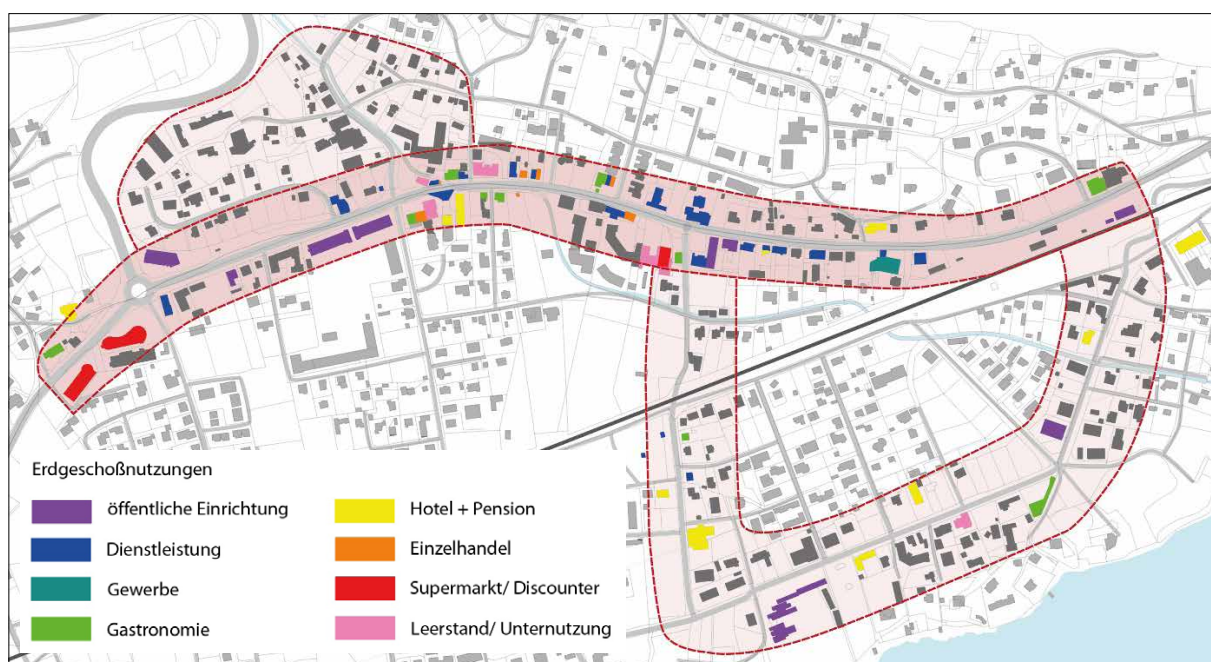 Erdgeschoßnutzungen
öffentliche Einrichtung
Dienstleistung
Gewerbe
Gastronomie
Hotel + Pension
Einzelhandel
Supermarkt/ Discounter
Leerstand/ Unternutzung